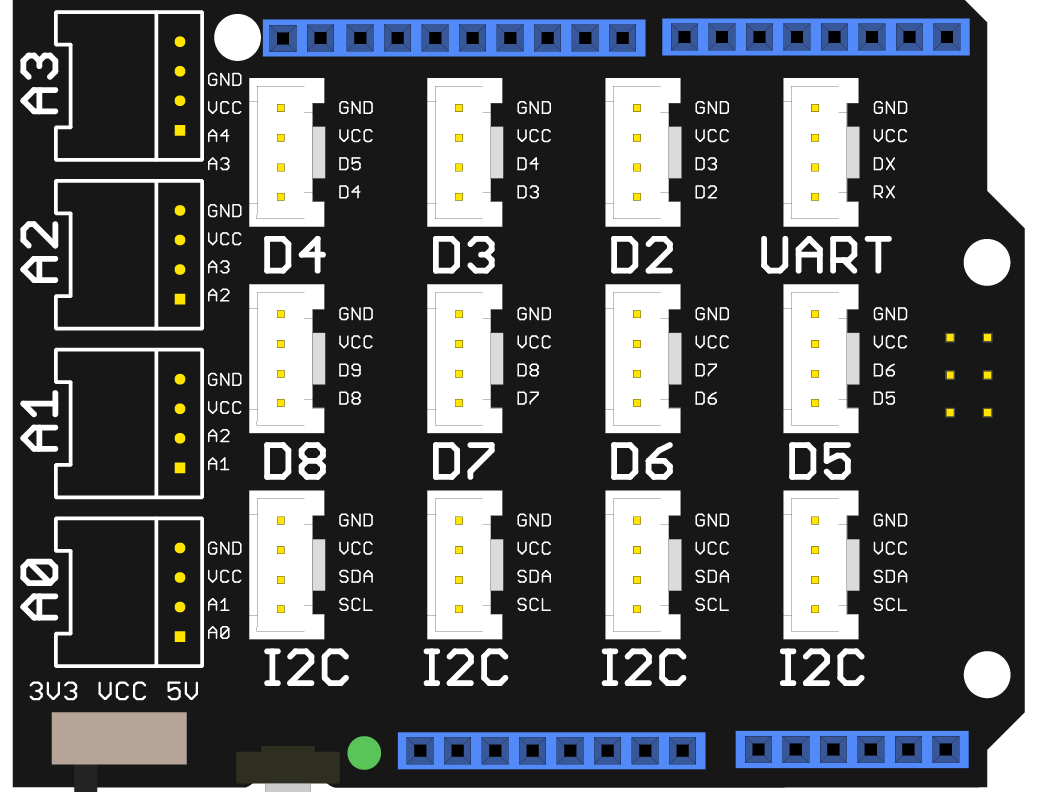 A3
GND
VCC
A4
A3
GND
VCC
D5
D4
D4
GND
VCC
D4
D3
D3
GND
VCC
D3
D2
D2
GND
VCC
DX
RX
UART
A2
GND
VCC
A3
A2
GND
VCC
D9
D8
D8
GND
VCC
D8
D7
D7
GND
VCC
D7
D6
D6
GND
VCC
D6
D5
D5
A1
GND
VCC
A2
A1
A0
GND
VCC
A1
A0
GND
VCC
SDA
SCL
I2C
GND
VCC
SDA
SCL
I2C
GND
VCC
SDA
SCL
I2C
GND
VCC
SDA
SCL
I2C
3V3 VCC 5V